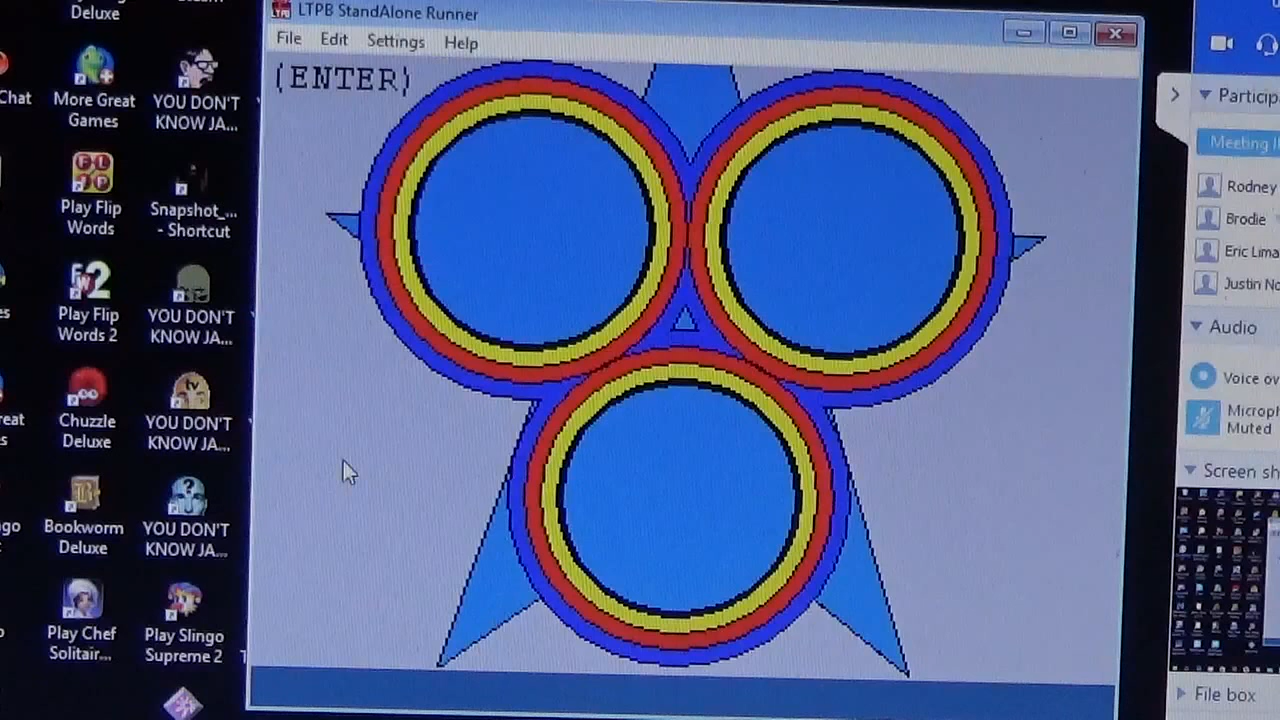 LTPB StandAlone Runner
File Edit Settings Help
(ENTER)
Deluxe
Chat
More Great
Games
YOU DON'T
KNOW JA...
Play Flip
Words
Snapshot_...
- Shortcut
Play Flip
Words 2
YOU DON'T
KNOW JA...
Chuzzle
Deluxe
YOU DON'T
KNOW JA...
Bookworm
Deluxe
YOU DON'T
KNOW JA...
Play Chef
Solitair...
Play Slingo
Supreme 2
Particip
Meeting
Rodney
Brodie
Eric Lima
Justin No
Audio
Voice ov
Microph
Muted
Screen sh
File box